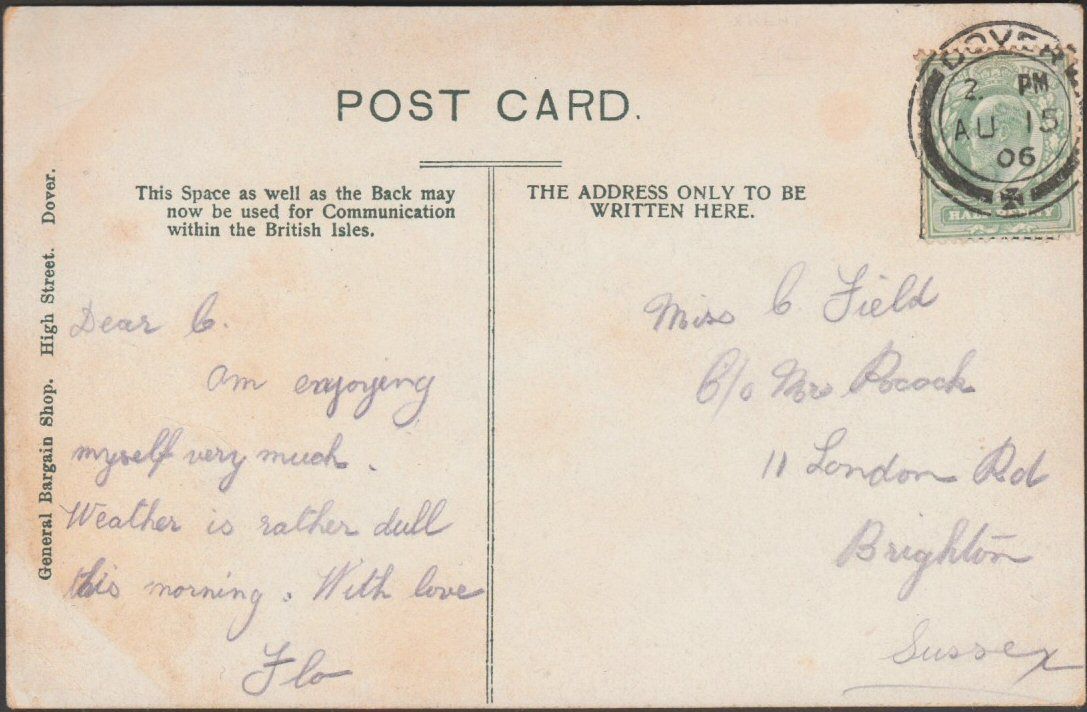 POST CARD.
This Space as well as the Back may
now be used for Communication
within the British Isles.
THE ADDRESS ONLY TO BE
WRITTEN HERE.
General Bargain Shop. High Street. Dover.
DOVER
2. PM
AU 15
06
HALFPENNY
Dear C.
am enjoying
myself very much.
Weather is rather dull
this morning. With love
Flo
Miss C. Field
C/o Mrs Pocock
11 London Rd
Brighton
Sussex